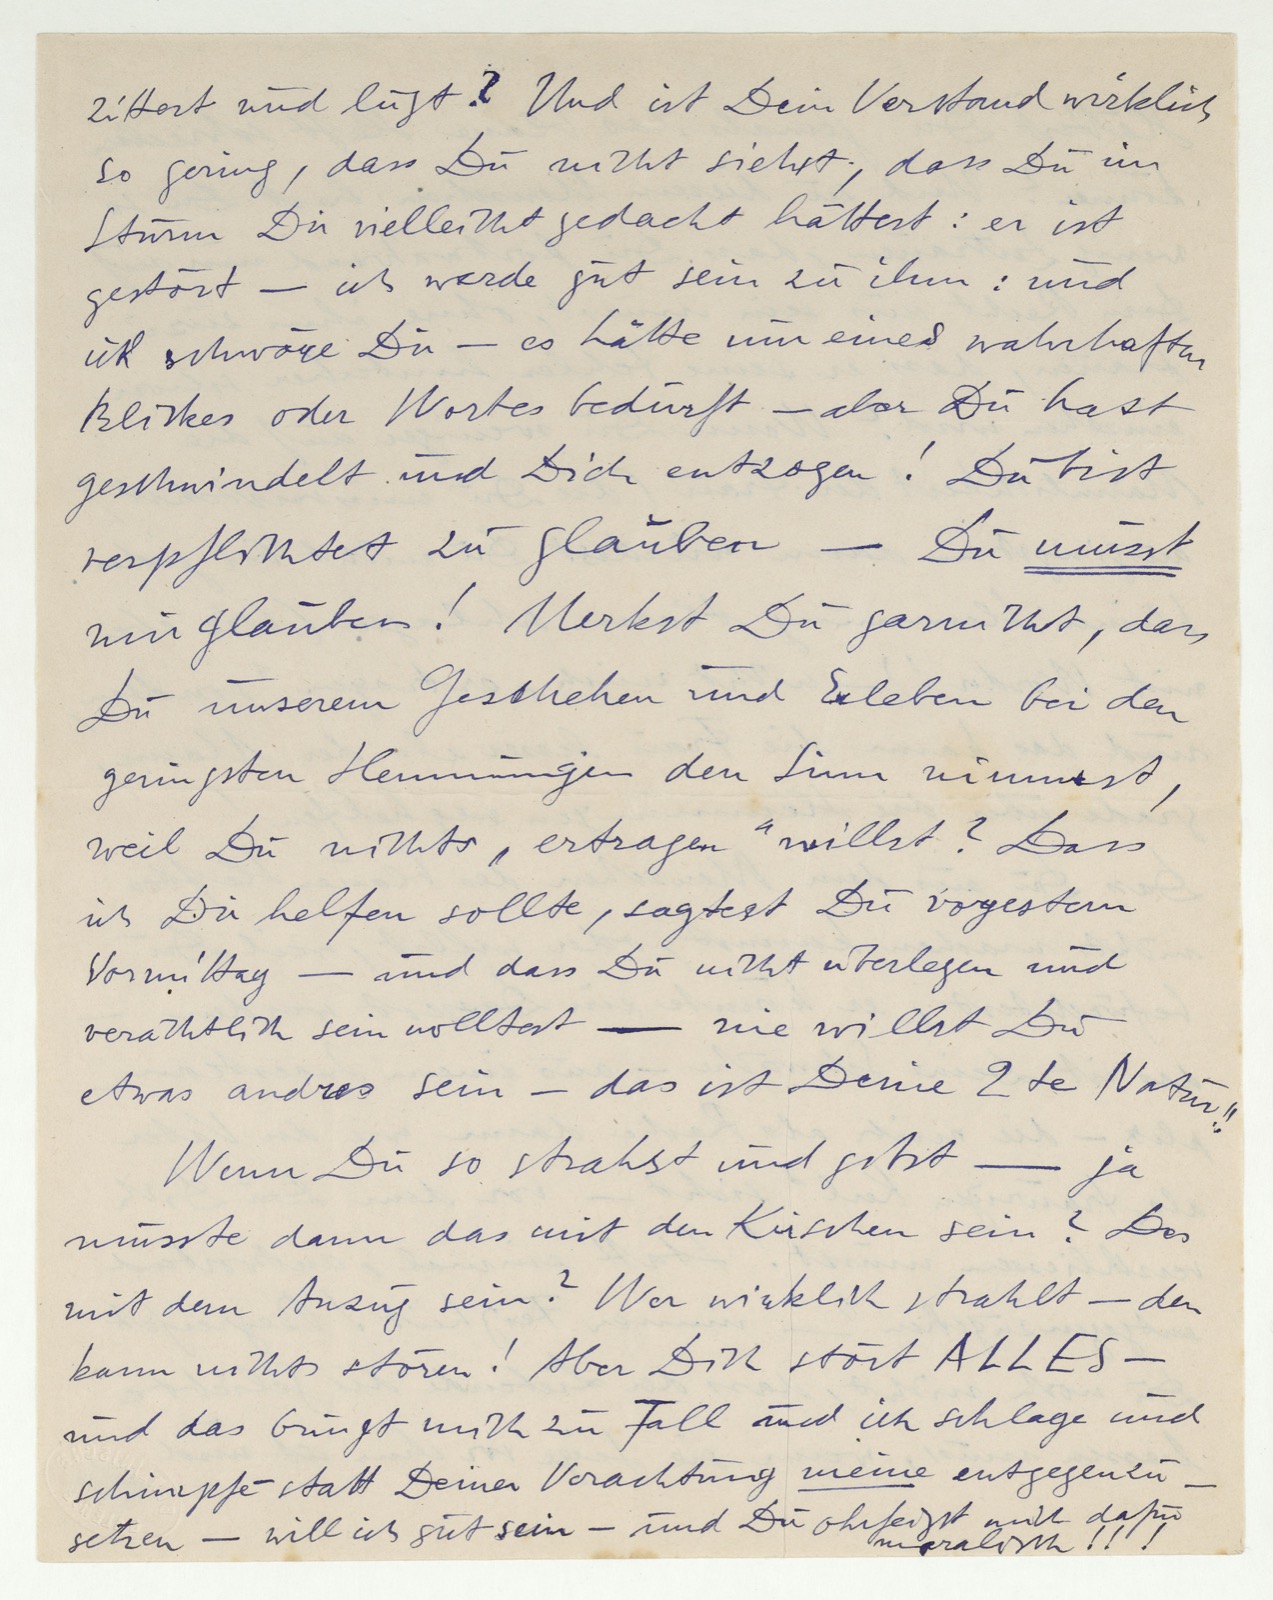 zittert und lügt? Und ist Dein Verstand wirklich
so gering, dass Du nicht siehst, dass Du im
Sturm Dir vielleicht gedacht hättest: er ist
gestört — ich werde gut sein zu ihm: und
ich schwöre Dir — es hätte nur eines wahrhaften
Blickes oder Wortes bedurft — aber Du hast
geschwindelt und Dich entzogen! Du bist
verpflichtet zu glauben — Du musst
mir glauben! Merkst Du garnicht, dass
Du unserem Geschehen und Erleben bei den
geringsten Hemmungen den Sinn nimmst,
weil Du nichts „ertragen“ willst? Dass
ich Dir helfen sollte, sagtest Du vorgestern
Vormittag — und dass Du nicht überlegen und
verächtlich sein wolltest — nie willst Du
etwas andres sein — das ist Deine 2te Natur!!
Wenn Du so strahlst und gibst — ja
müsste dann das mit den Kirschen sein? Das
mit dem Anzug sein? Wer wirklich strahlt — den
kann nichts stören! Aber Dich stört ALLES —
und das bringt mich zu Fall und ich schlage und
schimpfe statt Deiner Verachtung meine entgegenzu-
setzen — will ich gut sein — und Du ohrfeigst mich dafür
moralisch!!!